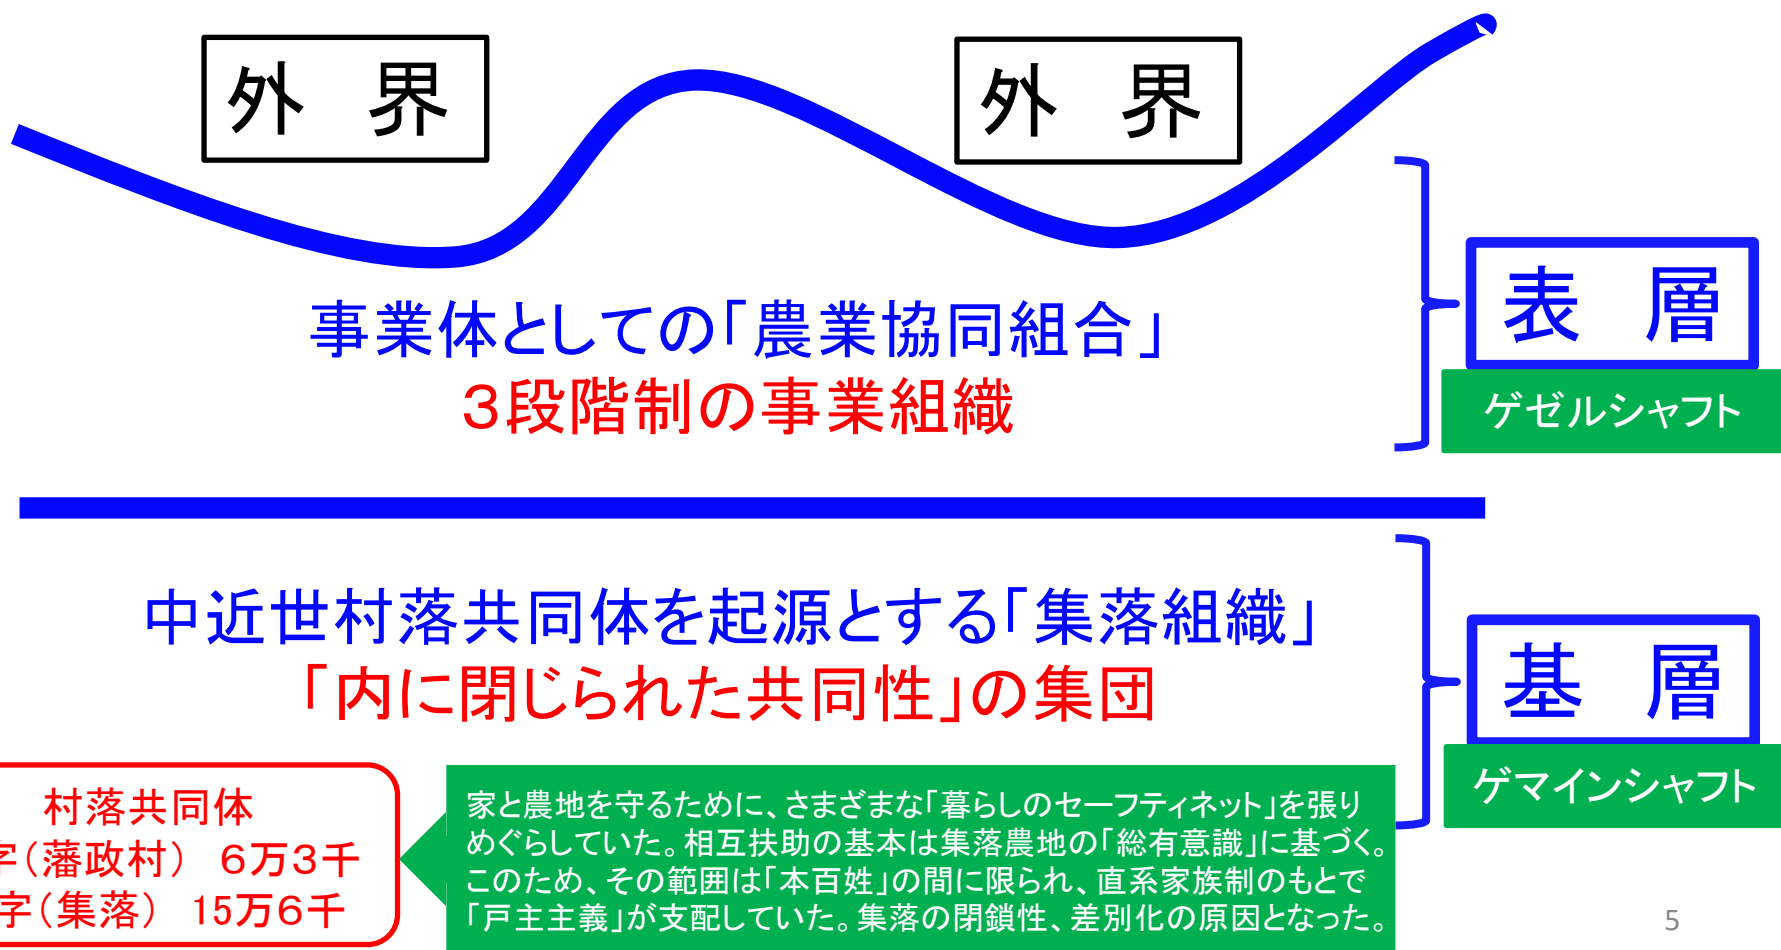 外　界
外　界
事業体としての「農業協同組合」
３段階制の事業組織
表　層
ゲゼルシャフト
中近世村落共同体を起源とする「集落組織」
「内に閉じられた共同性」の集団
基　層
ゲマインシャフト
村落共同体
字（藩政村）　６万３千
字（集落）　15万６千
家と農地を守るために、さまざまな「暮らしのセーフティネット」を張り
めぐらしていた。相互扶助の基本は集落農地の「総有意識」に基づく。
このため、その範囲は「本百姓」の間に限られ、直系家族制のもとで
「戸主主義」が支配していた。集落の閉鎖性、差別化の原因となった。
5